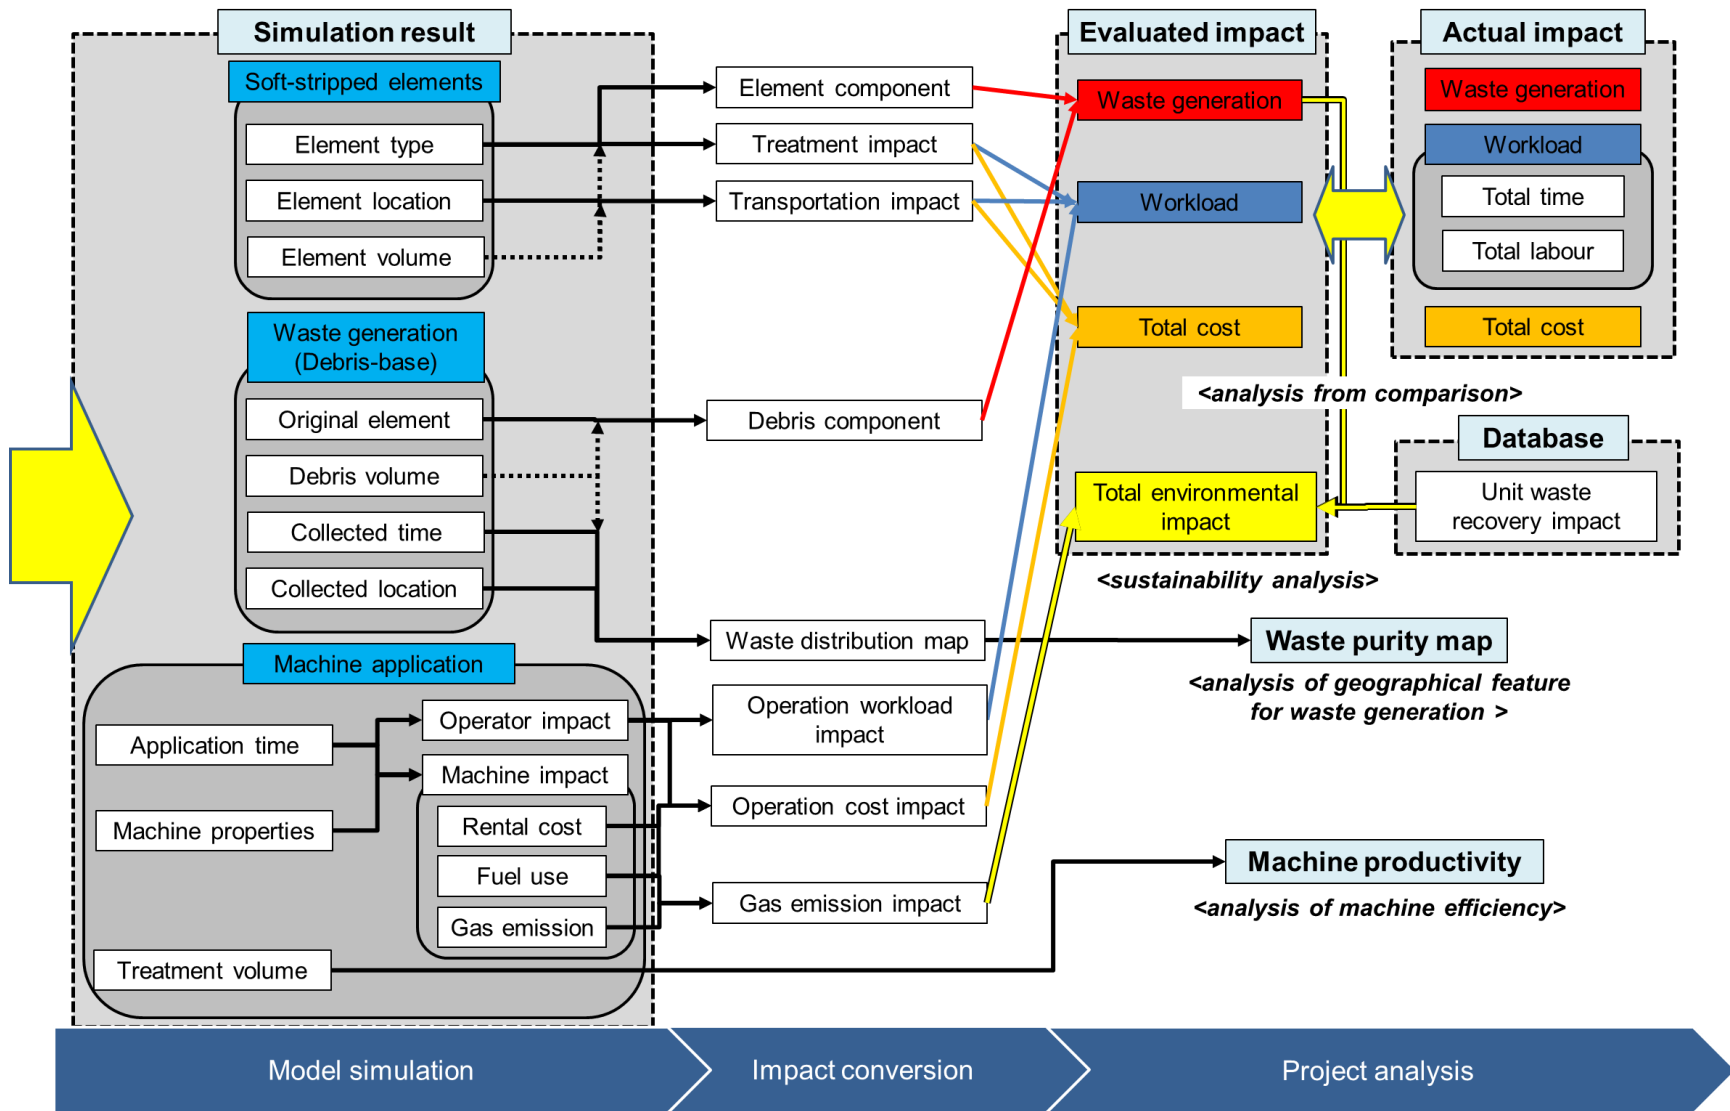 Simulation result
Soft-stripped elements
Element type
Element location
Element volume
Waste generation
(Debris-base)
Original element
Debris volume
Collected time
Collected location
Machine application
Application time
Machine properties
Operator impact
Machine impact
Rental cost
Fuel use
Gas emission
Treatment volume
Element component
Treatment impact
Transportation impact
Debris component
Waste distribution map
Operation workload
impact
Operation cost impact
Gas emission impact
Evaluated impact
Waste generation
Workload
Total cost
Total environmental
impact
Actual impact
Waste generation
Workload
Total time
Total labour
Total cost
<analysis from comparison>
Database
Unit waste
recovery impact
<sustainability analysis>
Waste purity map
<analysis of geographical feature
for waste generation >
Machine productivity
<analysis of machine efficiency>
Model simulation
Impact conversion
Project analysis